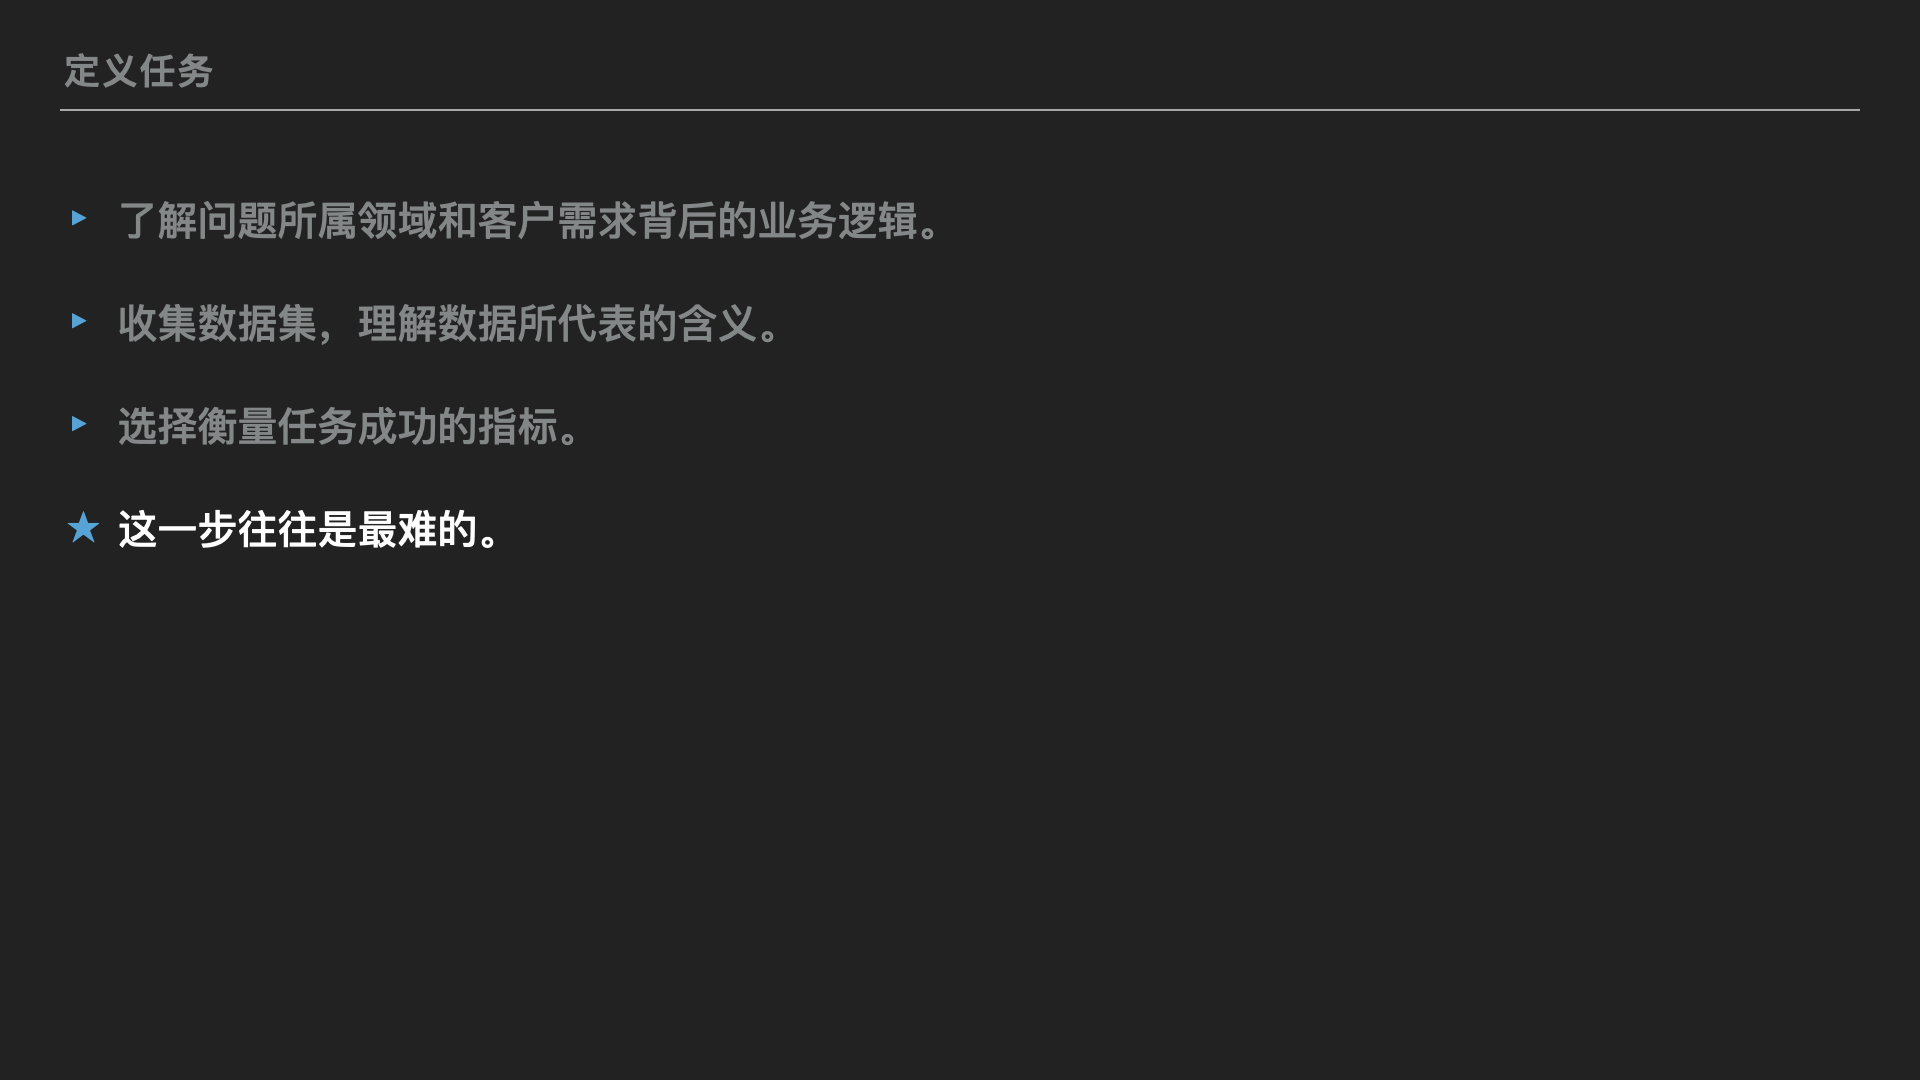 定义任务
了解问题所属领域和客户需求背后的业务逻辑。
收集数据集，理解数据所代表的含义。
选择衡量任务成功的指标。
这一步往往是最难的。